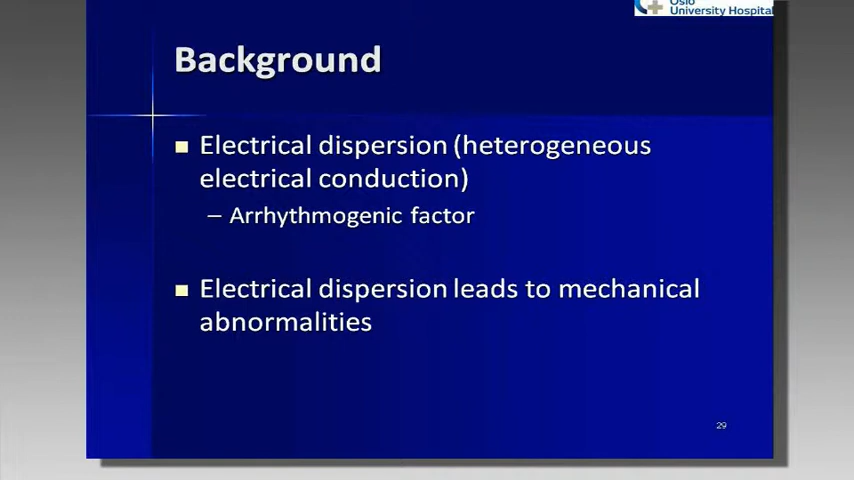 Oslo
University Hospital
Background
Electrical dispersion (heterogeneous
electrical conduction)
– Arrhythmogenic factor
Electrical dispersion leads to mechanical
abnormalities
29